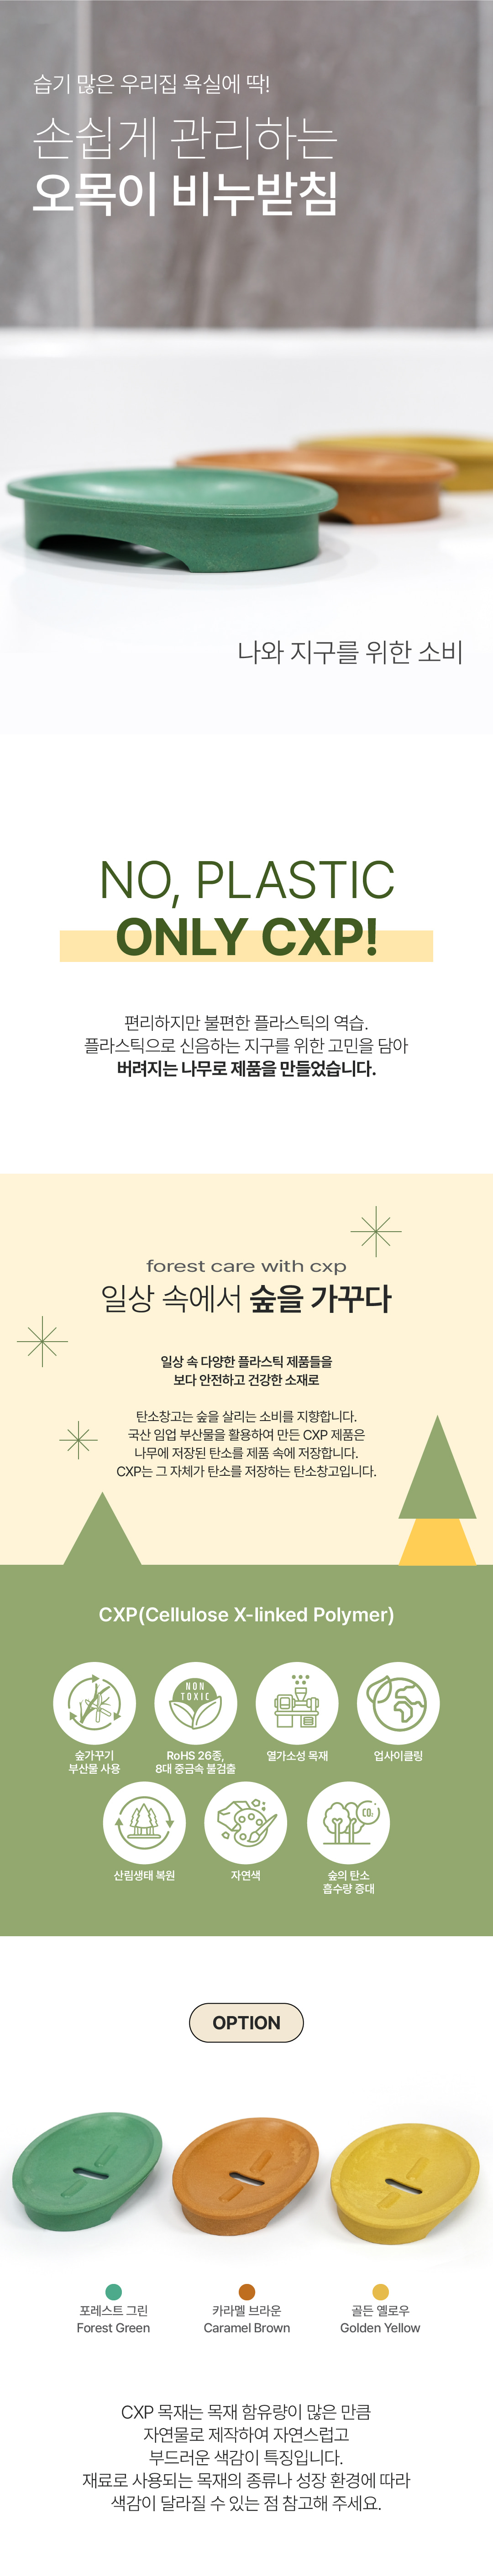 습기 많은 우리집 욕실에 딱!
손쉽게 관리하는
오목이 비누받침
나와 지구를 위한 소비
NO, PLASTIC
ONLY CXP!
편리하지만 불편한 플라스틱의 역습.
플라스틱으로 신음하는 지구를 위한 고민을 담아
버려지는 나무로 제품을 만들었습니다.
forest care with cxp
일상 속에서 숲을 가꾸다
일상 속 다양한 플라스틱 제품들을
보다 안전하고 건강한 소재로
탄소창고는 숲을 살리는 소비를 지향합니다.
국산 임업 부산물을 활용하여 만든 CXP 제품은
나무에 저장된 탄소를 제품 속에 저장합니다.
CXP는 그 자체가 탄소를 저장하는 탄소창고입니다.
CXP(Cellulose X-linked Polymer)
NON
TOXIC
숲가꾸기
부산물 사용
RoHS 26종,
8대 중금속 불검출
열가소성 목재
업사이클링
CO₂
산림생태 복원
자연색
숲의 탄소
흡수량 증대
OPTION
포레스트 그린
Forest Green
카라멜 브라운
Caramel Brown
골든 옐로우
Golden Yellow
CXP 목재는 목재 함유량이 많은 만큼
자연물로 제작하여 자연스럽고
부드러운 색감이 특징입니다.
재료로 사용되는 목재의 종류나 성장 환경에 따라
색감이 달라질 수 있는 점 참고해 주세요.